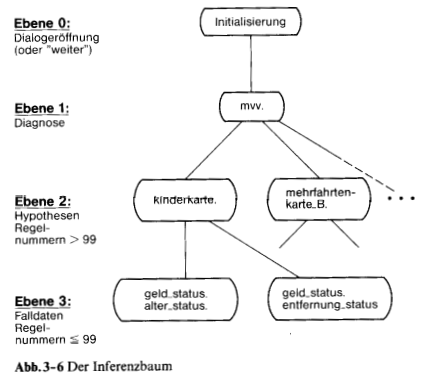 Ebene 0:
Dialogeröffnung
(oder "weiter")
Initialisierung
Ebene 1:
Diagnose
mvv.
Ebene 2:
Hypothesen
Regel-
nummern > 99
kinderkarte.
mehrfahrten-
karte_B.
Ebene 3:
Falldaten
Regel-
nummern ≦ 99
geld_status.
alter_status.
geld_status.
entfernung_status
Abb. 3-6 Der Inferenzbaum